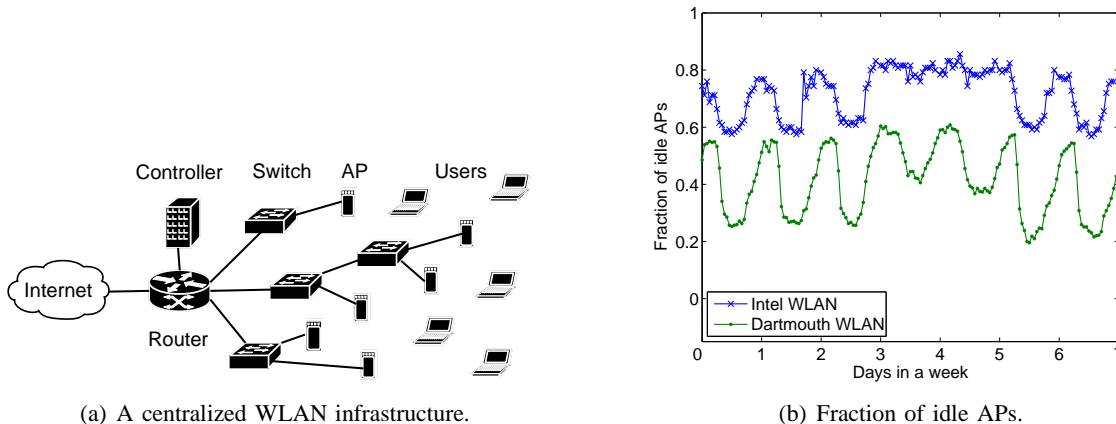 Controller Switch AP Users
Internet
Router
(a) A centralized WLAN infrastructure.
1
0.8
0.6
0.4
0.2
0
Fraction of idle APs
Intel WLAN
Dartmouth WLAN
0 1 2 3 4 5 6 7
Days in a week
(b) Fraction of idle APs.